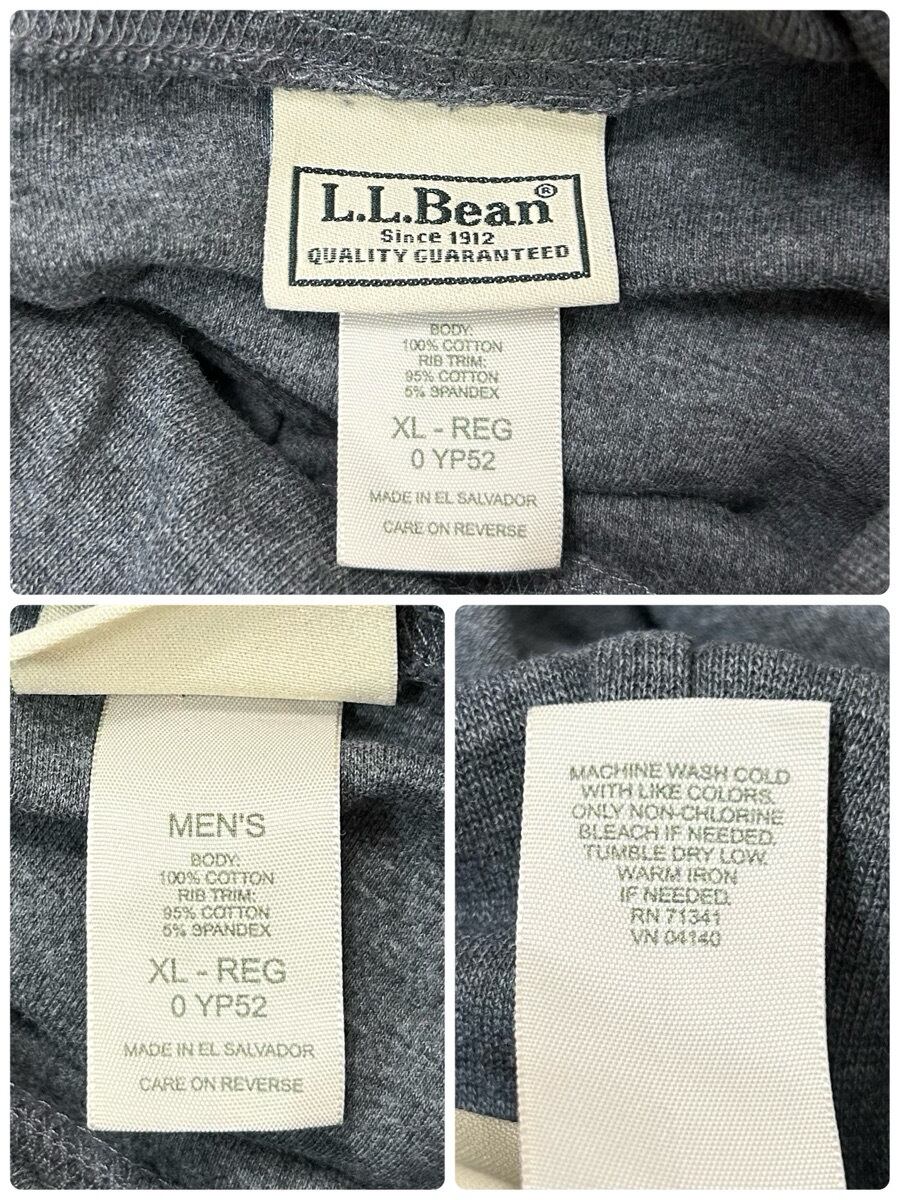 L.L.Bean®
Since 1912
QUALITY GUARANTEED
BODY:
100% COTTON
RIB TRIM:
95% COTTON
5% SPANDEX
XL - REG
0 YP52
MADE IN EL SALVADOR
CARE ON REVERSE
MEN'S
BODY:
100% COTTON
RIB TRIM:
95% COTTON
5% SPANDEX
XL - REG
0 YP52
MADE IN EL SALVADOR
CARE ON REVERSE
MACHINE WASH COLD
WITH LIKE COLORS.
ONLY NON-CHLORINE
BLEACH IF NEEDED.
TUMBLE DRY LOW.
WARM IRON
IF NEEDED.
RN 71341
VN 04140